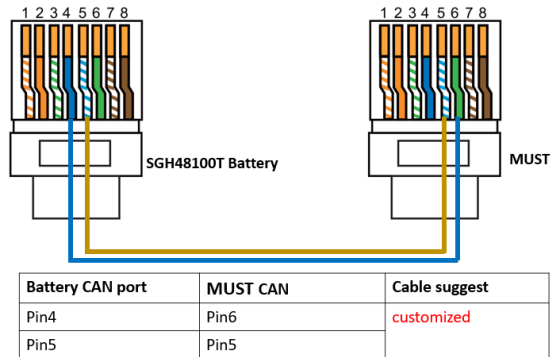 1 2 3 4 5 6 7 8
1 2 3 4 5 6 7 8
SGH48100T Battery
MUST
Battery CAN port
MUST CAN
Cable suggest
Pin4
Pin6
customized
Pin5
Pin5